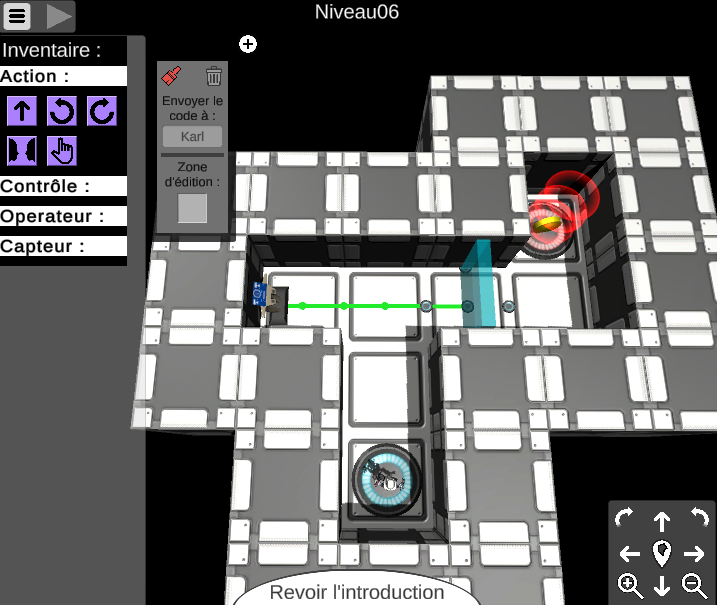 Niveau06
Inventaire :
Action :
Contrôle :
Operateur :
Capteur :
Envoyer le
code à :
Karl
Zone
d'édition :
Revoir l'introduction